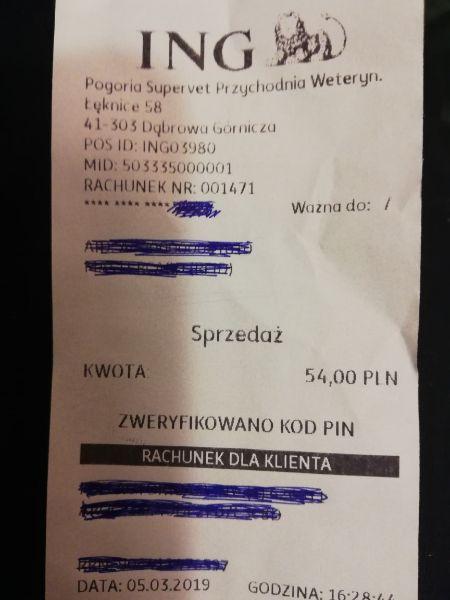 ING
Pogoria Supervet Przychodnia Weteryn.
Łęknice 58
41-303 Dąbrowa Górnicza
POS ID: ING03980
MID: 503335000001
RACHUNEK NR: 001471
**** **** ****
Ważna do: /
Sprzedaż
KWOTA: 54,00 PLN
ZWERYFIKOWANO KOD PIN
RACHUNEK DLA KLIENTA
DATA: 05.03.2019 GODZINA: 16:28:44